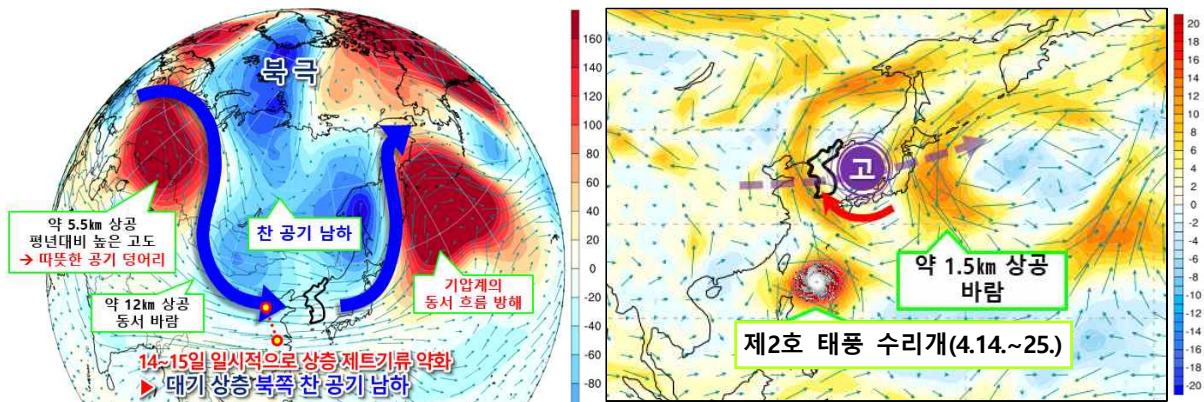 북극
약 5.5km 상공
평년대비 높은 고도
→ 따뜻한 공기 덩어리
찬 공기 남하
기압계의
동서 흐름 방해
약 12km 상공
동서 바람
14~15일 일시적으로 상층 제트기류 약화
▶ 대기 상층 북쪽 찬 공기 남하
160
140
120
100
80
60
40
20
0
-20
-40
-60
-80
고
약 1.5km 상공
바람
제2호 태풍 수리개(4.14.~25.)
20
18
16
14
12
10
8
6
4
2
0
-2
-4
-6
-8
-10
-12
-14
-16
-18
-20